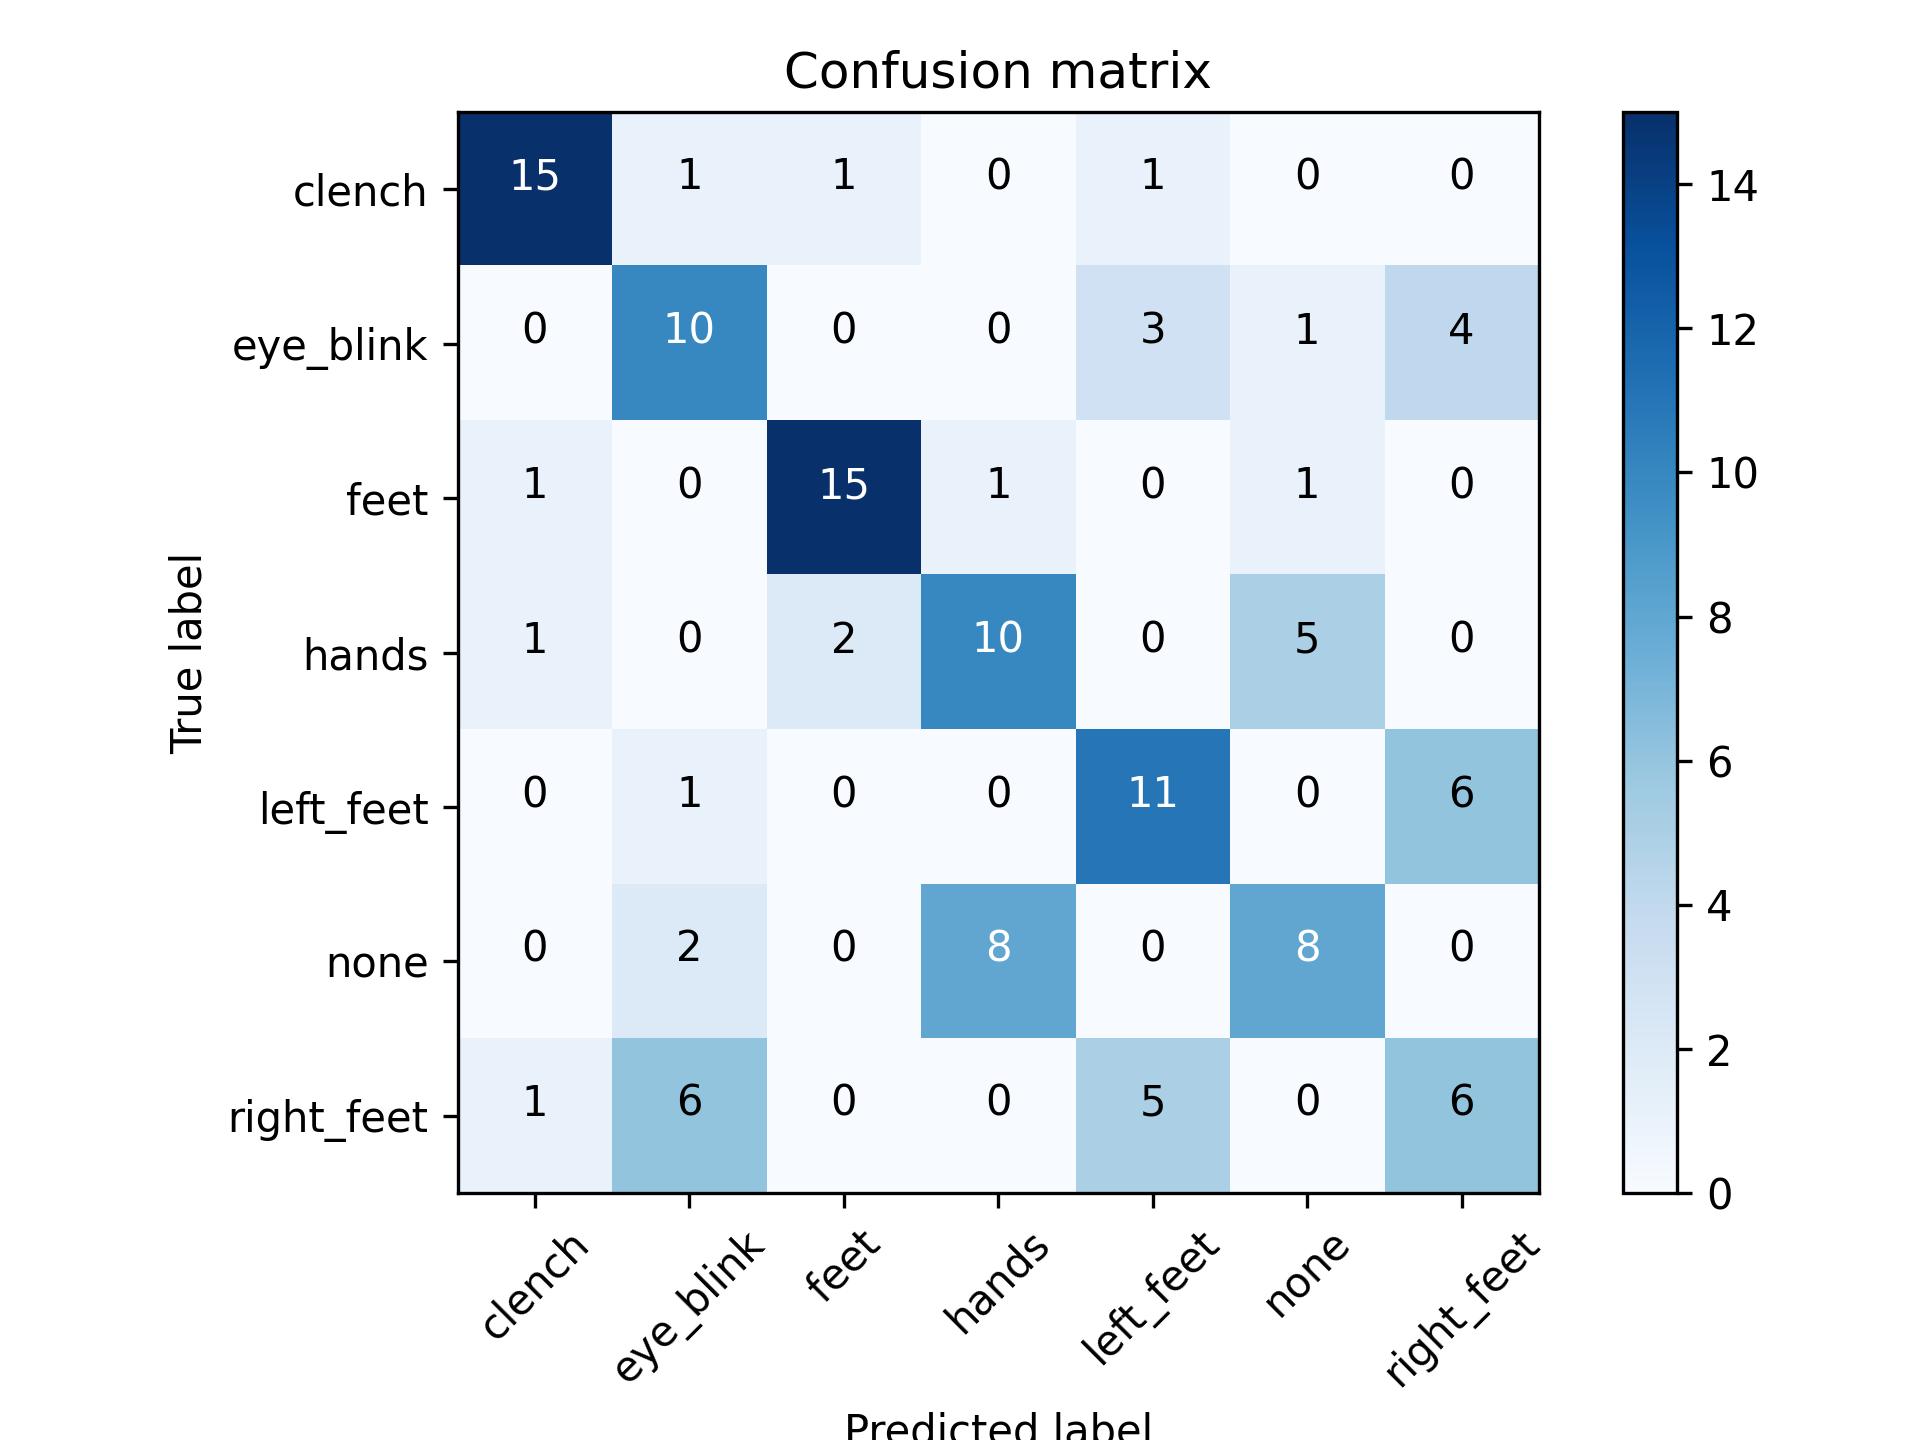 Confusion matrix
clench 15 1 1 0 1 0 0
eye_blink 0 10 0 0 3 1 4
feet 1 0 15 1 0 1 0
hands 1 0 2 10 0 5 0
left_feet 0 1 0 0 11 0 6
none 0 2 0 8 0 8 0
right_feet 1 6 0 0 5 0 6
True label
clench eye_blink feet hands left_feet none right_feet
Predicted label
14
12
10
8
6
4
2
0